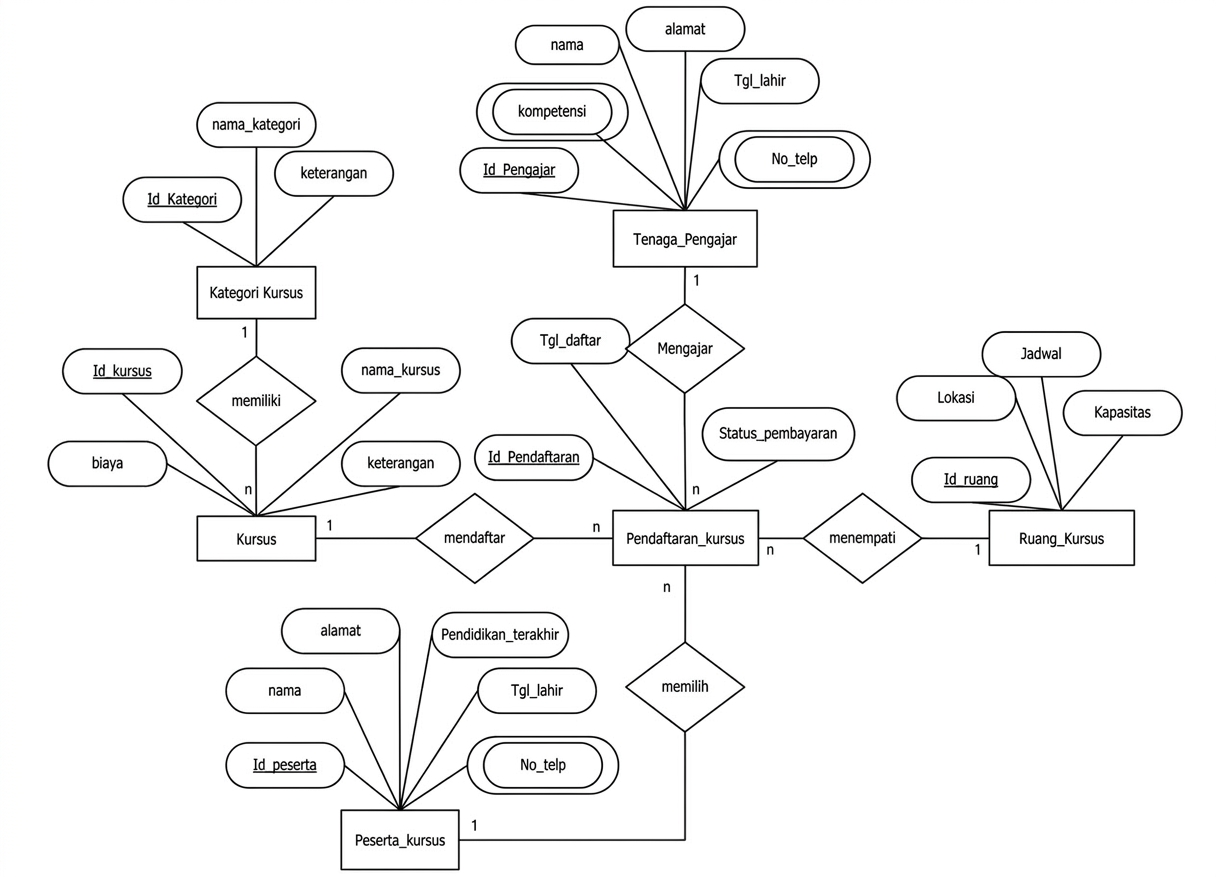 alamat
nama
Tgl_lahir
kompetensi
No_telp
Id_Pengajar
Tenaga_Pengajar
nama_kategori
keterangan
Id_Kategori
Kategori Kursus
1
1
Tgl_daftar
Mengajar
Id_kursus
nama_kursus
memiliki
biaya
keterangan
n
Kursus
1
mendaftar
n
Id_Pendaftaran
Status_pembayaran
n
Pendaftaran_kursus
n
menempati
1
Jadwal
Lokasi
Kapasitas
Id_ruang
Ruang_Kursus
n
memilih
alamat
Pendidikan_terakhir
nama
Tgl_lahir
Id_peserta
No_telp
Peserta_kursus
1